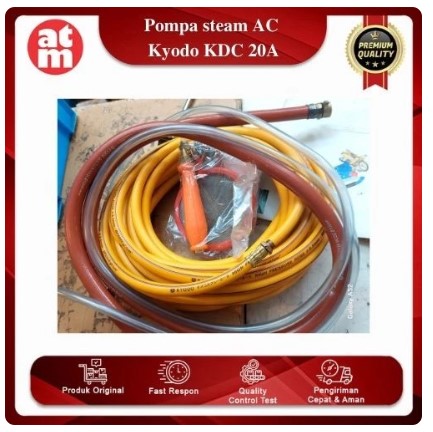 atm
Pompa steam AC
Kyodo KDC 20A
PREMIUM
QUALITY
Produk Original
Fast Respon
Quality
Control Test
Pengiriman
Cepat & Aman